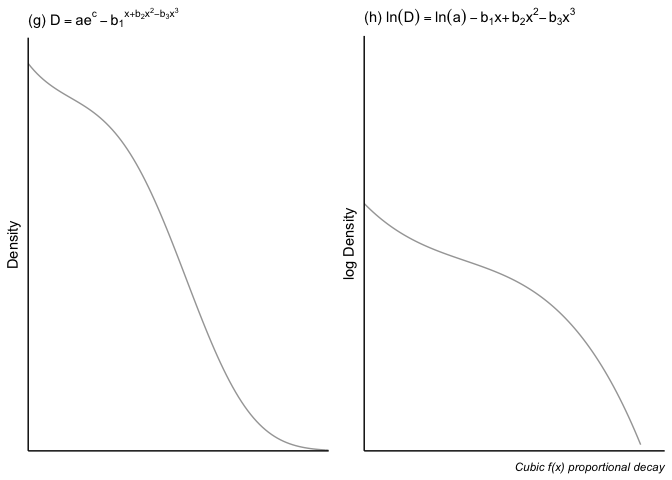 (g) D = ae^c − b₁^(x+b₂x²−b₃x³)
(h) ln(D) = ln(a) − b₁x+b₂x²−b₃x³
Density
log Density
Cubic f(x) proportional decay